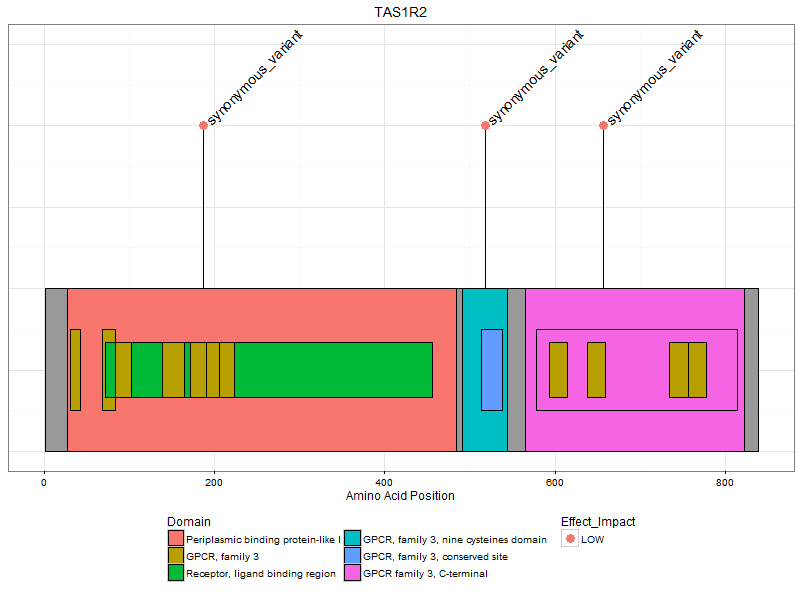 TAS1R2
synonymous_variant
synonymous_variant
synonymous_variant
0
200
400
600
800
Amino Acid Position
Domain
Periplasmic binding protein-like I
GPCR, family 3
Receptor, ligand binding region
GPCR, family 3, nine cysteines domain
GPCR, family 3, conserved site
GPCR family 3, C-terminal
Effect_Impact
LOW